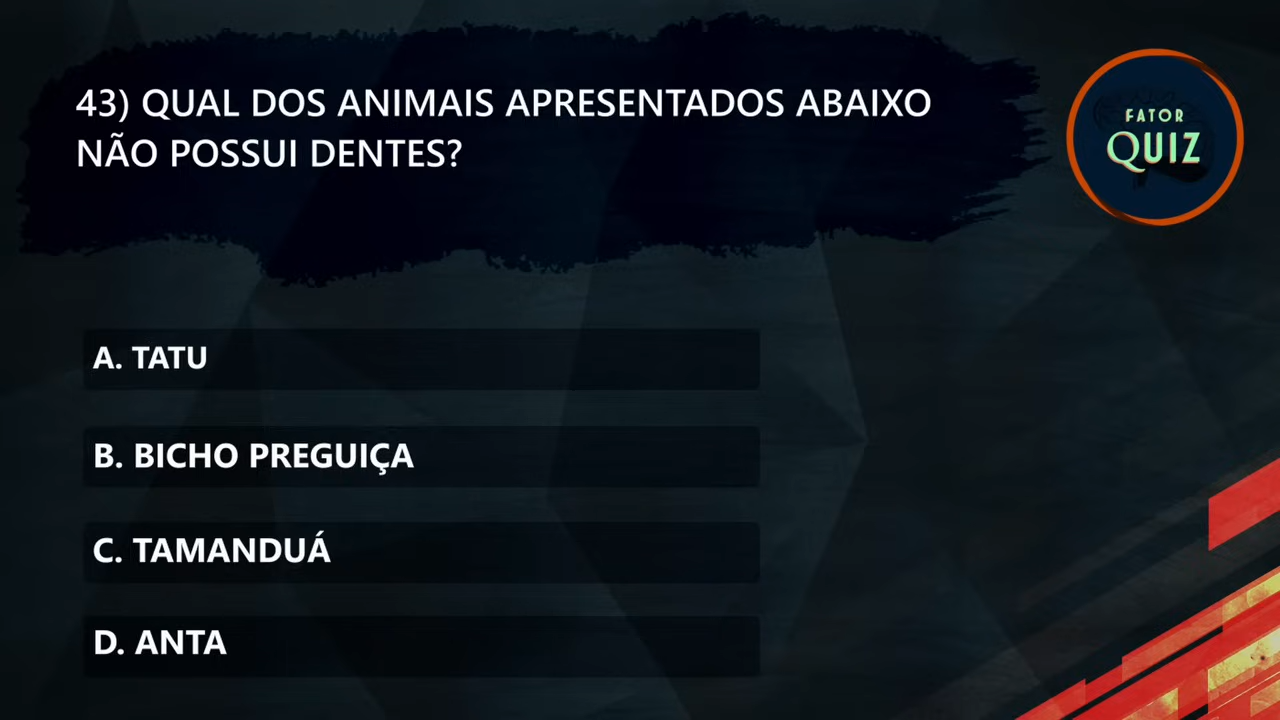 43) QUAL DOS ANIMAIS APRESENTADOS ABAIXO
NÃO POSSUI DENTES?
FATOR
QUIZ
A. TATU
B. BICHO PREGUIÇA
C. TAMANDUÁ
D. ANTA